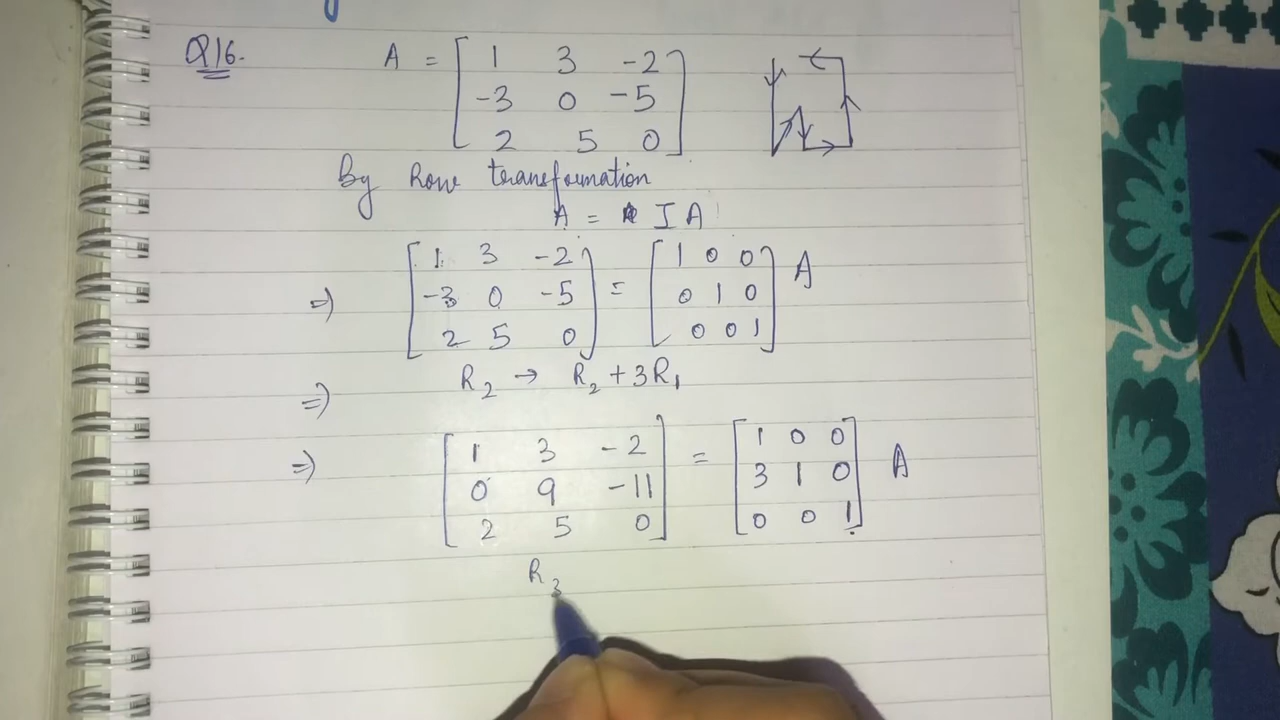 Q16. A = [ 1 3 -2
-3 0 -5
2 5 0 ]
By Row transformation
A = I A
=) [ 1 3 -2
-3 0 -5
2 5 0 ] = [ 1 0 0
0 1 0
0 0 1 ] A
=) R2 → R2 + 3R1
=) [ 1 3 -2
0 9 -11
2 5 0 ] = [ 1 0 0
3 1 0
0 0 1 ] A
R3